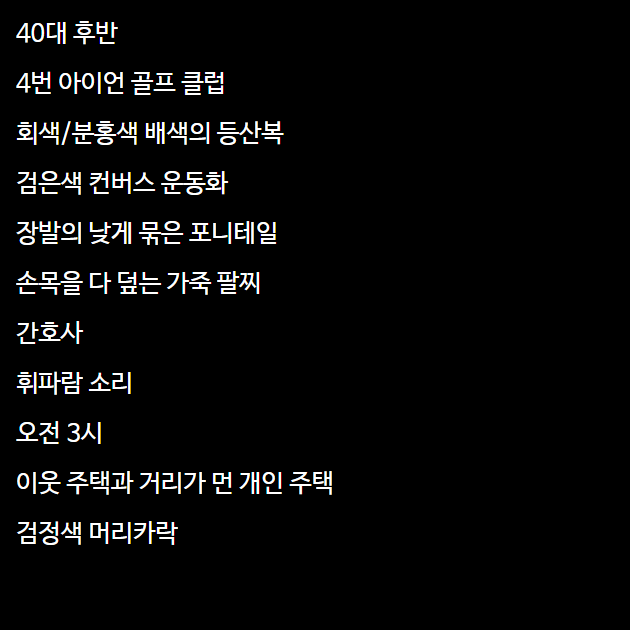 40대 후반
4번 아이언 골프 클럽
회색/분홍색 배색의 등산복
검은색 컨버스 운동화
장발의 낮게 묶은 포니테일
손목을 다 덮는 가죽 팔찌
간호사
휘파람 소리
오전 3시
이웃 주택과 거리가 먼 개인 주택
검정색 머리카락